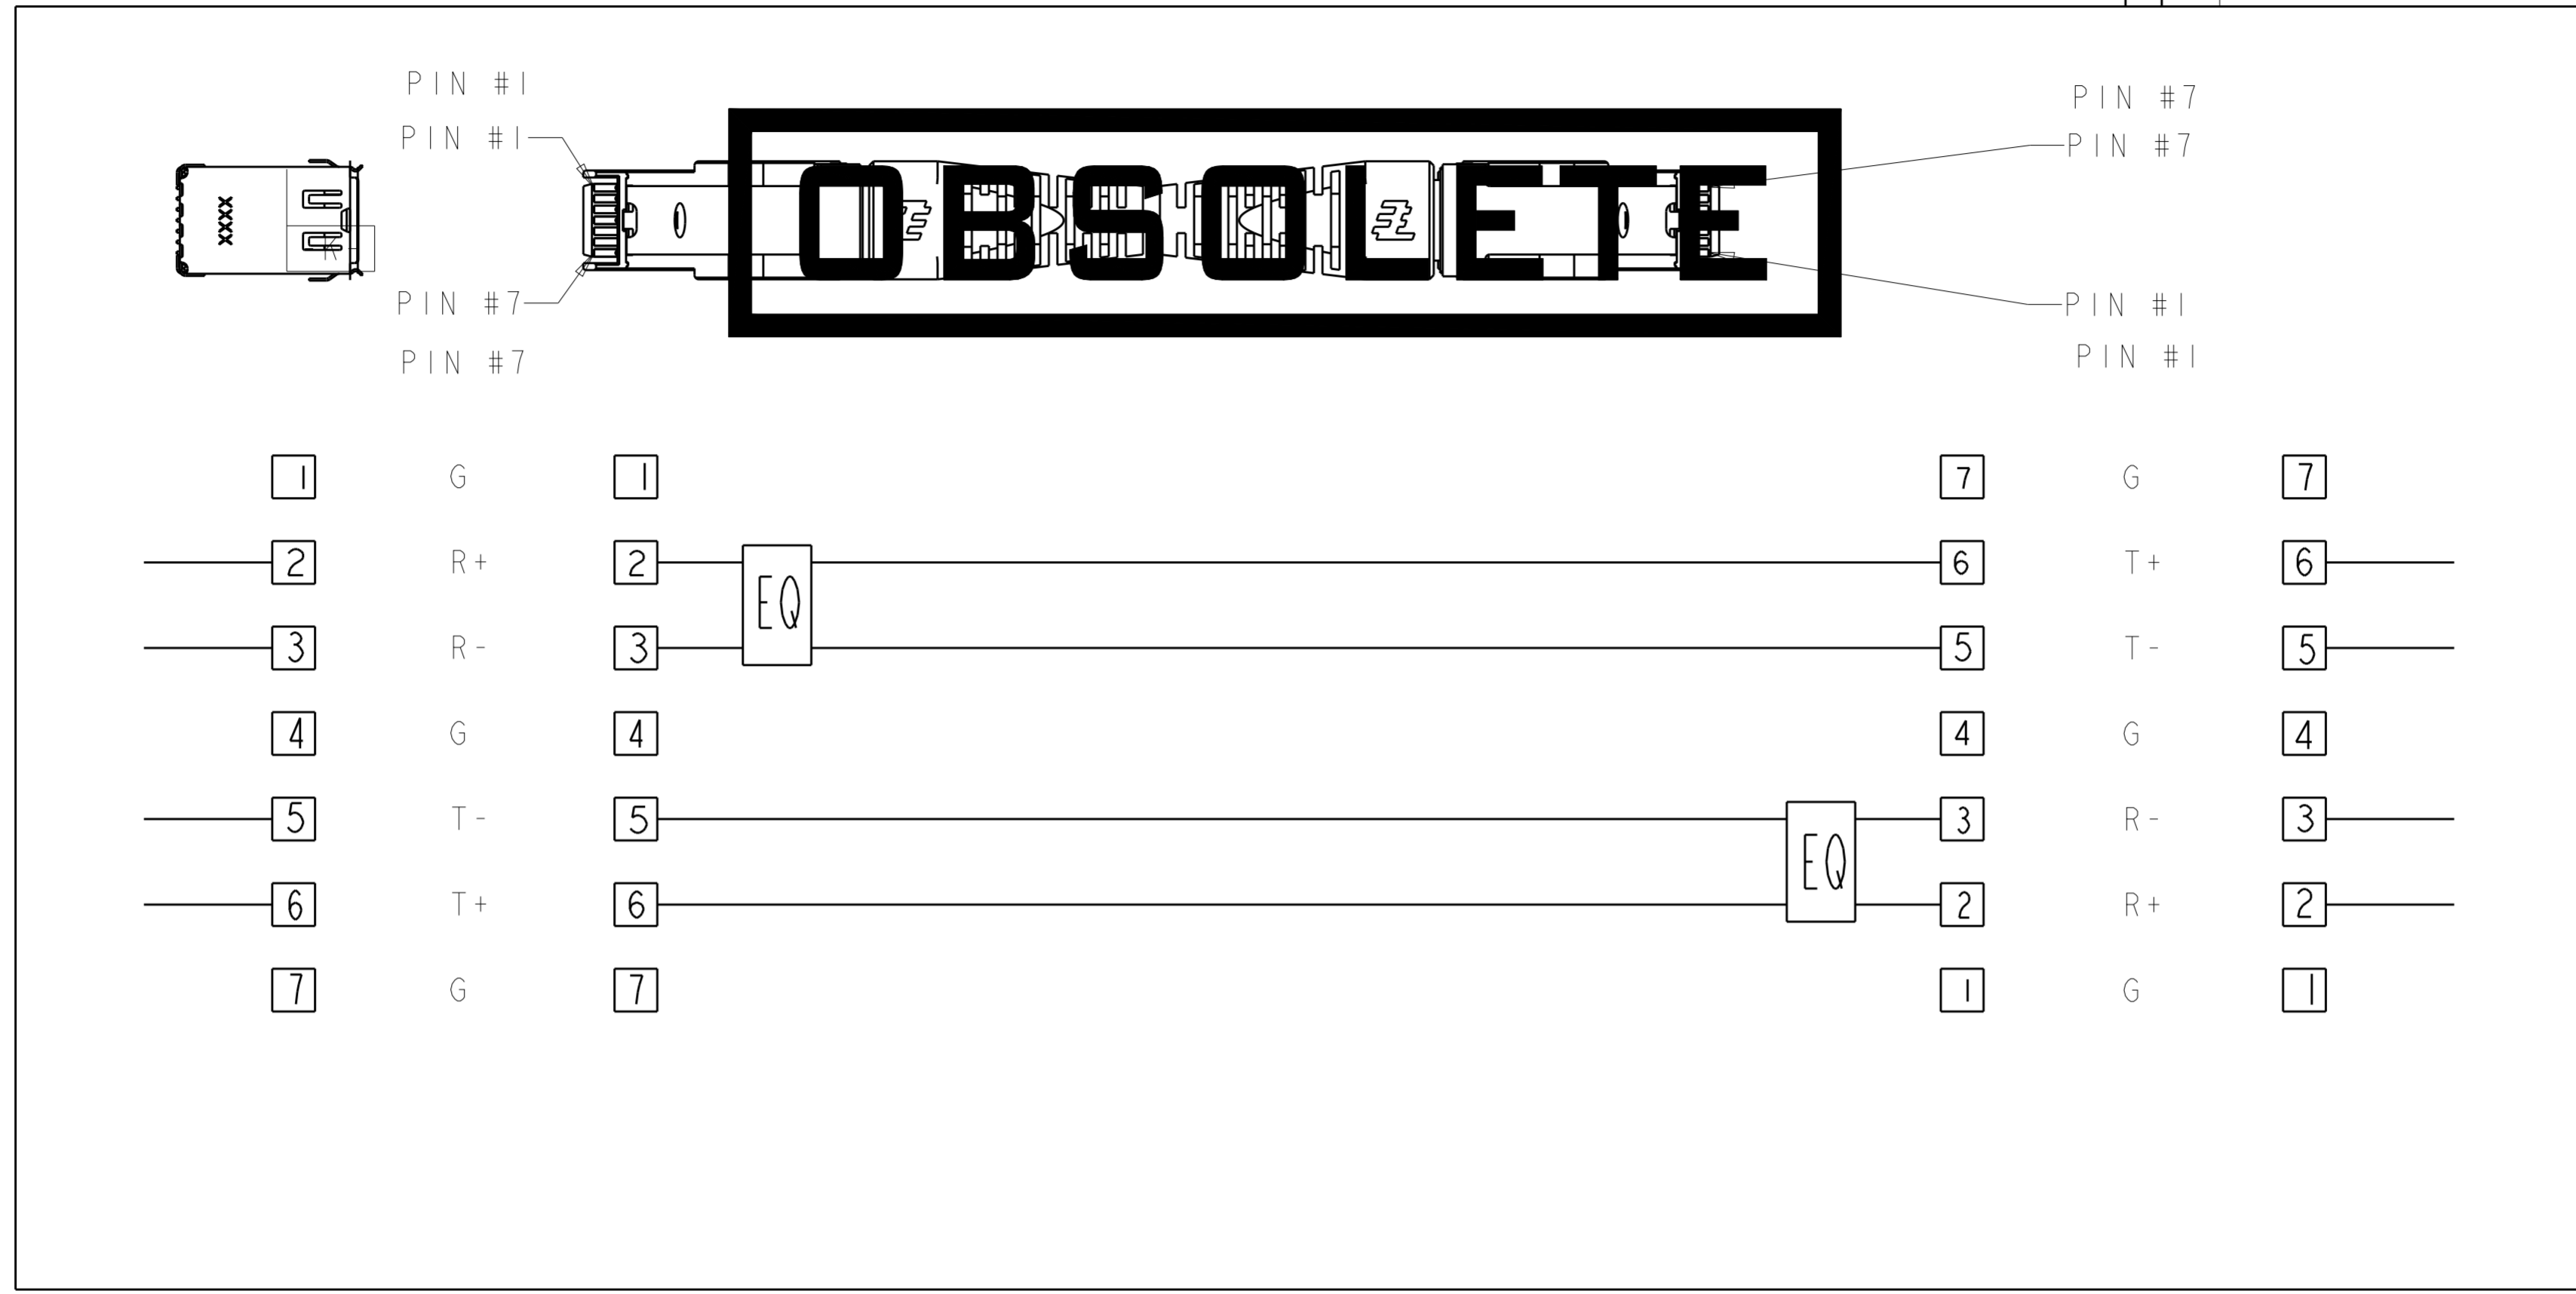 PIN #1
PIN #7
PIN #1
PIN #7
XXXX
OBSOLETE
K
PIN #7
PIN #1
PIN #7
PIN #1
1 G 1 7 G 7
2 R+ 2 6 T+ 6
EQ
3 R- 3 5 T- 5
4 G 4 4 G 4
5 T- 5 3 R- 3
EQ
6 T+ 6 2 R+ 2
7 G 7 1 G 1